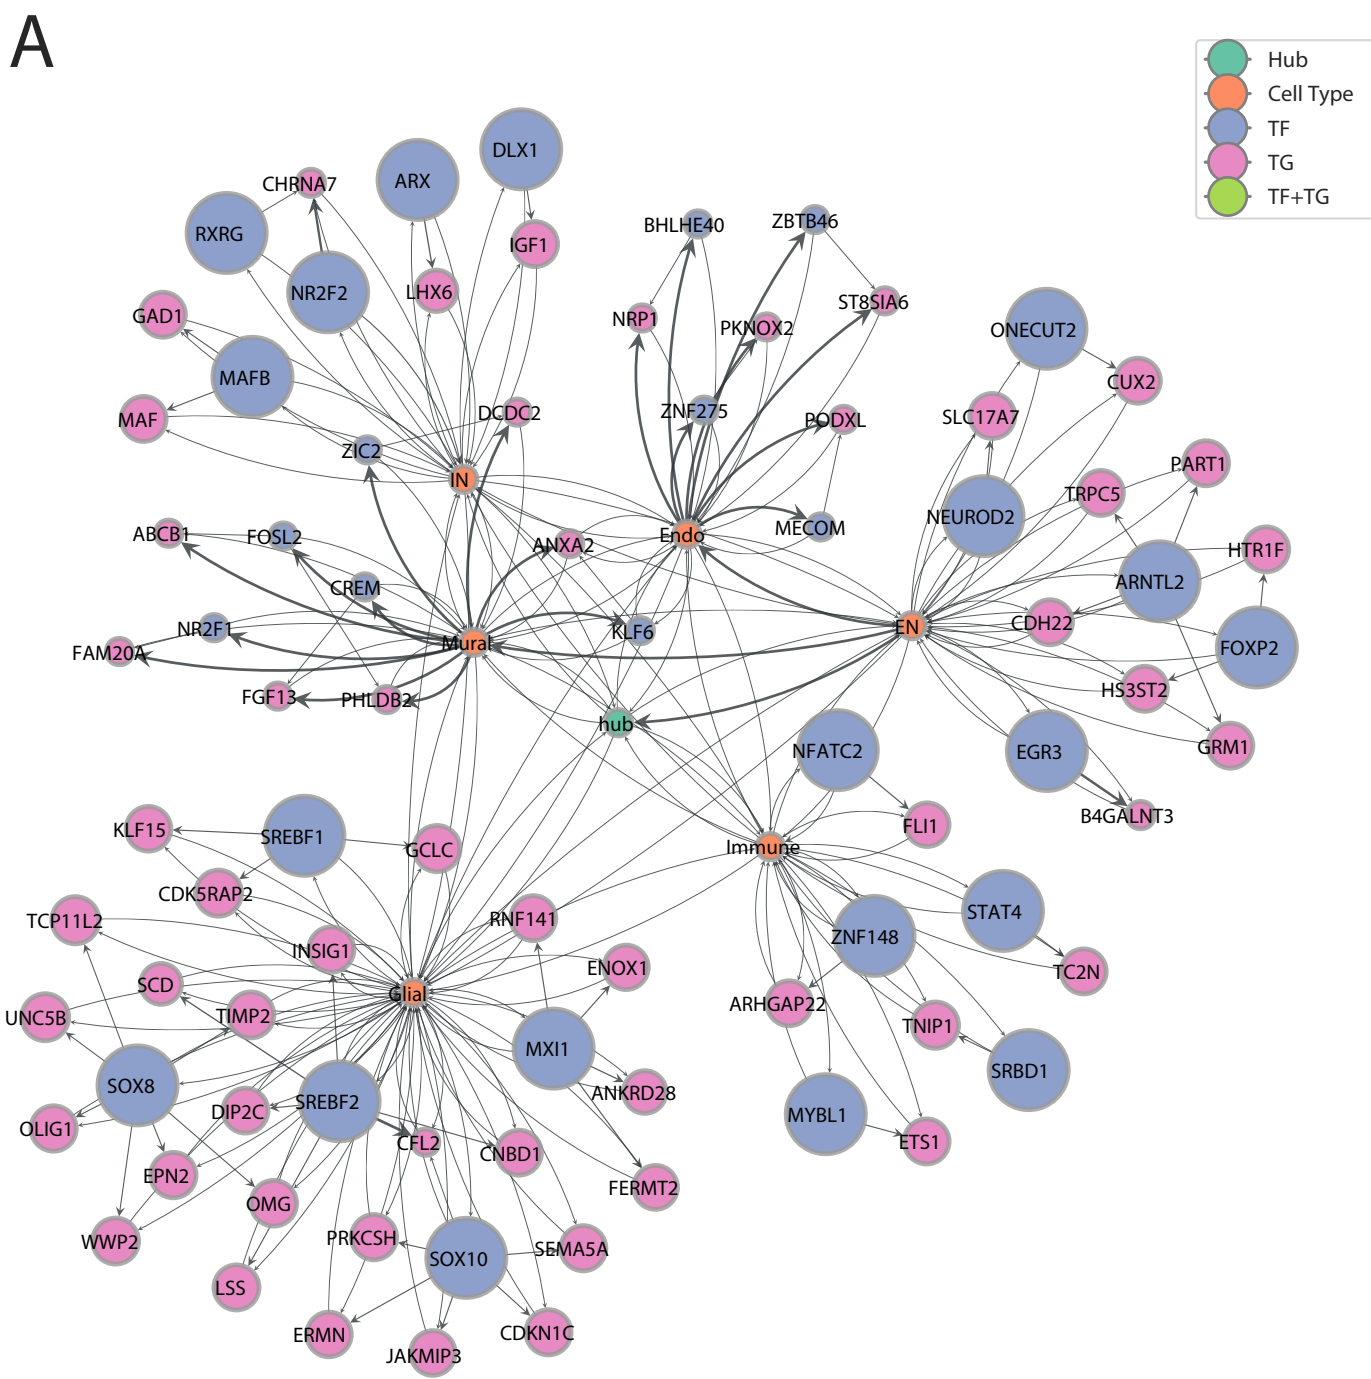 A
Hub
Cell Type
TF
TG
TF+TG
DLX1
ARX
CHRNA7
RXRG
IGF1
NR2F2
LHX6
GAD1
MAFB
MAF
DCDC2
ZIC2
IN
BHLHE40
ZBTB46
NRP1
PKNOX2
ST8SIA6
ZNF275
PODXL
MECOM
Endo
ONECUT2
CUX2
SLC17A7
NEUROD2
TRPC5
PART1
ARNTL2
HTR1F
CDH22
FOXP2
EN
HS3ST2
GRM1
EGR3
B4GALNT3
ABCB1
FOSL2
ANXA2
CREM
NR2F1
FAM20A
Mural
KLF6
FGF13
PHLDB2
hub
NFATC2
FLI1
Immune
STAT4
ZNF148
TC2N
ARHGAP22
TNIP1
SRBD1
MYBL1
ETS1
KLF15
SREBF1
GCLC
CDK5RAP2
TCP11L2
INSIG1
RNF141
ENOX1
SCD
Glial
UNC5B
TIMP2
MXI1
SOX8
SREBF2
ANKRD28
DIP2C
OLIG1
CFL2
CNBD1
EPN2
FERMT2
OMG
WWP2
PRKCSH
SOX10
SEMA5A
LSS
ERMN
CDKN1C
JAKMIP3